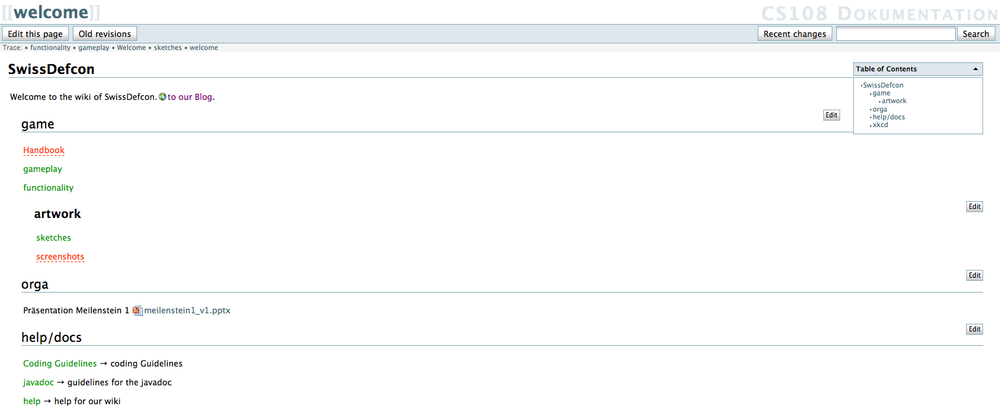 [[welcome]]
CS108 DOKUMENTATION
Edit this page Old revisions Recent changes Search
Trace: • functionality • gameplay • Welcome • sketches • welcome
SwissDefcon
Table of Contents
SwissDefcon
game
artwork
orga
help/docs
xkcd
Welcome to the wiki of SwissDefcon. to our Blog.
game
Edit
Handbook
gameplay
functionality
artwork
Edit
sketches
screenshots
orga
Edit
Präsentation Meilenstein 1 meilenstein1_v1.pptx
help/docs
Edit
Coding Guidelines → coding Guidelines
javadoc → guidelines for the javadoc
help → help for our wiki